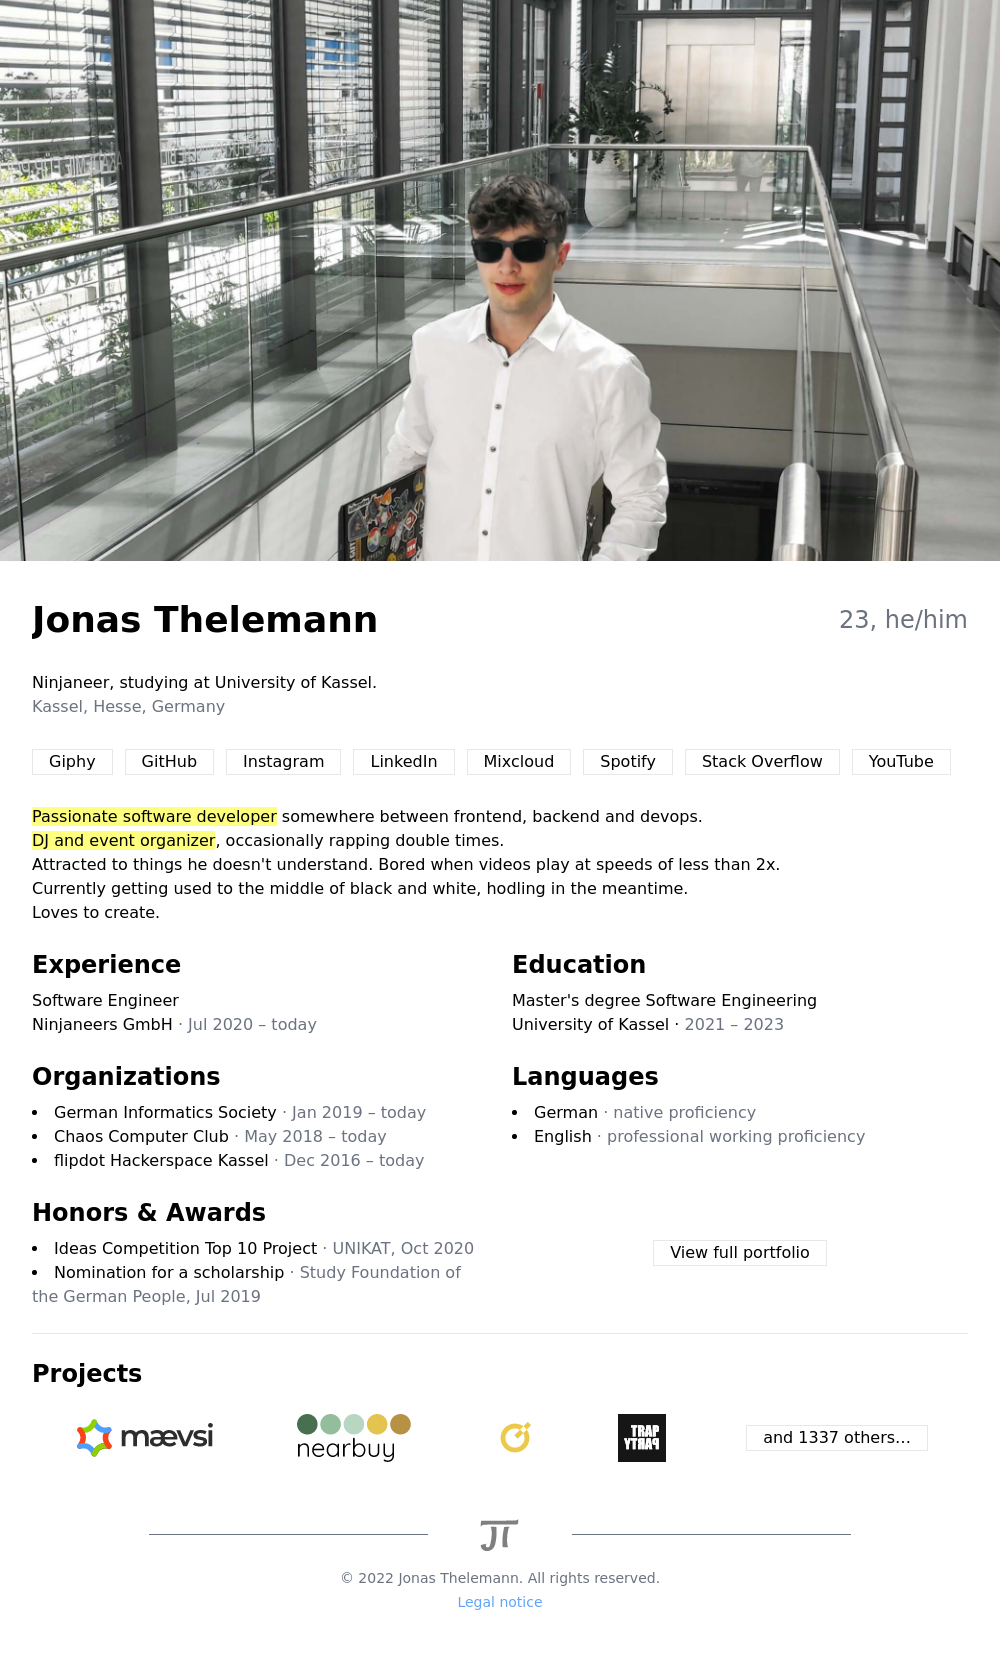 Jonas Thelemann
23, he/him
Ninjaneer, studying at University of Kassel.
Kassel, Hesse, Germany
Giphy GitHub Instagram LinkedIn Mixcloud Spotify Stack Overflow YouTube
Passionate software developer somewhere between frontend, backend and devops.
DJ and event organizer, occasionally rapping double times.
Attracted to things he doesn't understand. Bored when videos play at speeds of less than 2x.
Currently getting used to the middle of black and white, hodling in the meantime.
Loves to create.
Experience
Software Engineer
Ninjaneers GmbH · Jul 2020 – today
Education
Master's degree Software Engineering
University of Kassel · 2021 – 2023
Organizations
• German Informatics Society · Jan 2019 – today
• Chaos Computer Club · May 2018 – today
• flipdot Hackerspace Kassel · Dec 2016 – today
Languages
• German · native proficiency
• English · professional working proficiency
Honors & Awards
• Ideas Competition Top 10 Project · UNIKAT, Oct 2020
• Nomination for a scholarship · Study Foundation of
the German People, Jul 2019
View full portfolio
Projects
mævsi
nearbuy
TRAP
PARTY
and 1337 others…
JT
© 2022 Jonas Thelemann. All rights reserved.
Legal notice